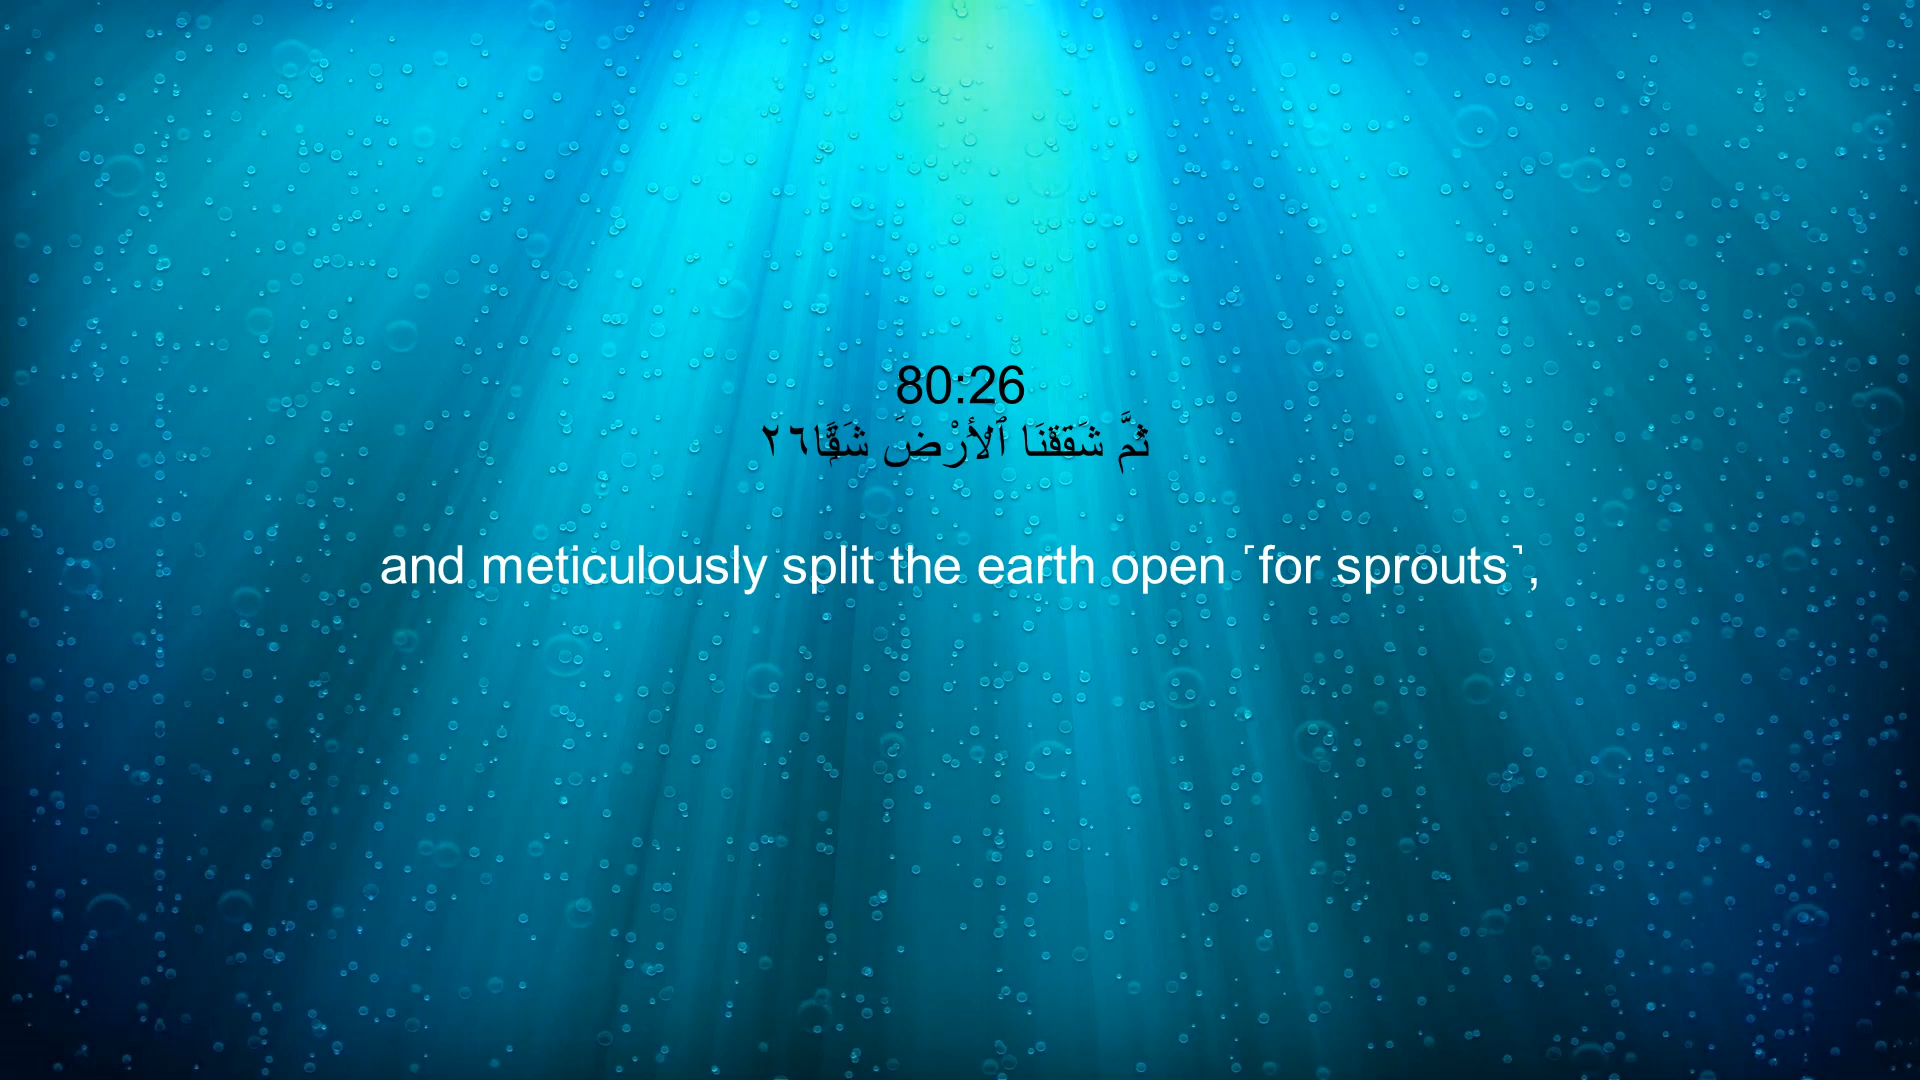 80:26
ثُمَّ شَقَقْنَا ٱلْأَرْضَ شَقًّۭا٢٦
and meticulously split the earth open ˹for sprouts˺,